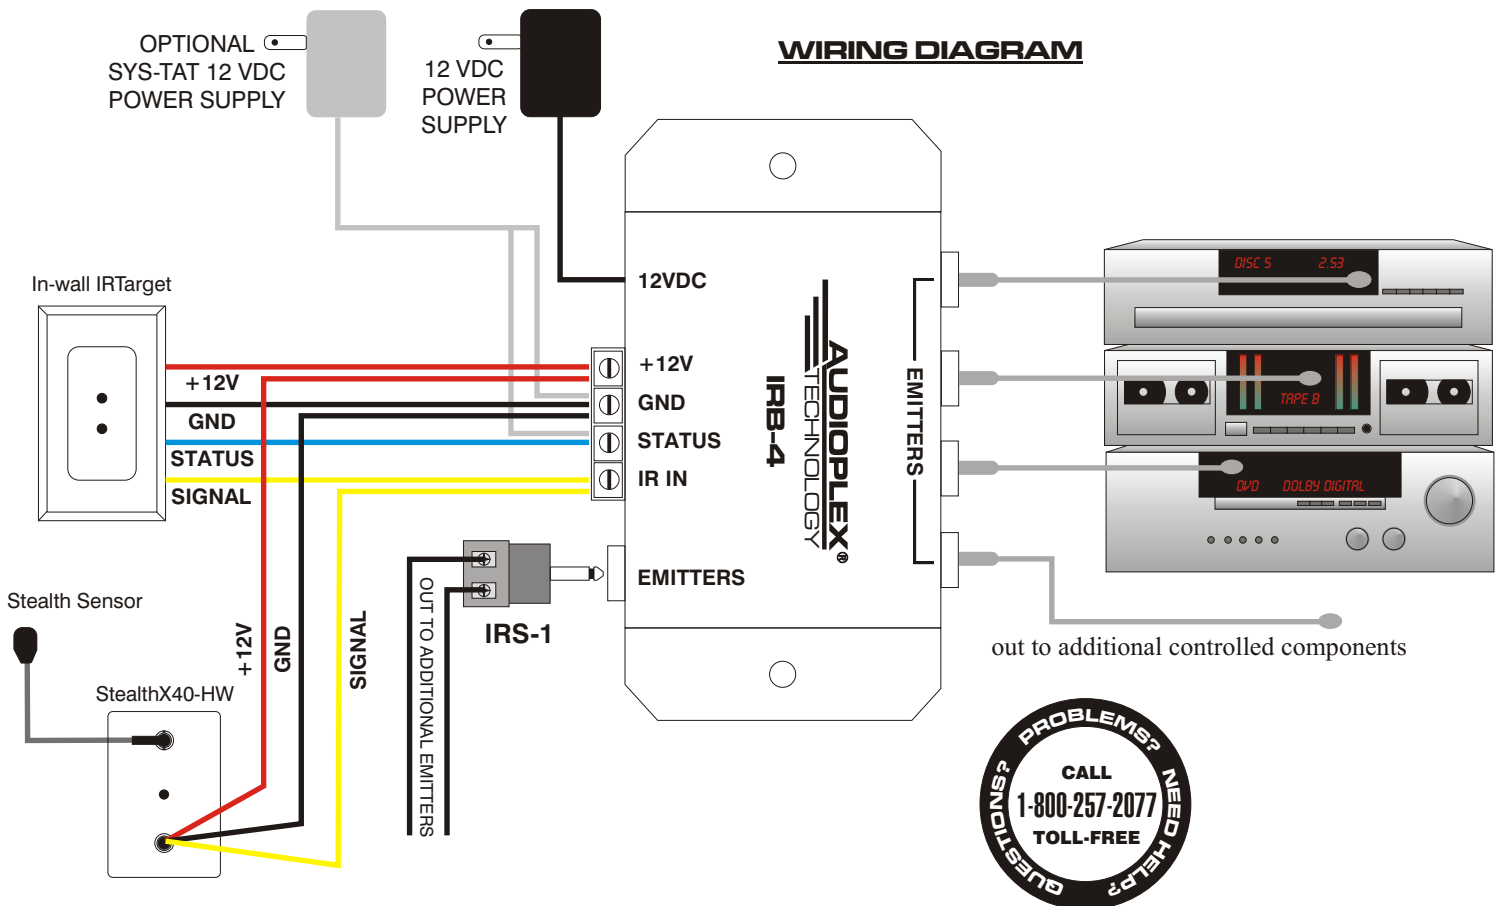 WIRING DIAGRAM
OPTIONAL
SYS-TAT 12 VDC
POWER SUPPLY
12 VDC
POWER
SUPPLY
In-wall IRTarget
+12V
GND
STATUS
SIGNAL
12VDC
+12V
GND
STATUS
IR IN
EMITTERS
AUDIOPLEX®
TECHNOLOGY
IRB-4
EMITTERS
DISC 5 2.53
TAPE B
DVD DOLBY DIGITAL
Stealth Sensor
StealthX40-HW
+12V
GND
SIGNAL
OUT TO ADDITIONAL EMITTERS
IRS-1
out to additional controlled components
QUESTIONS? PROBLEMS? NEED HELP?
CALL
1-800-257-2077
TOLL-FREE